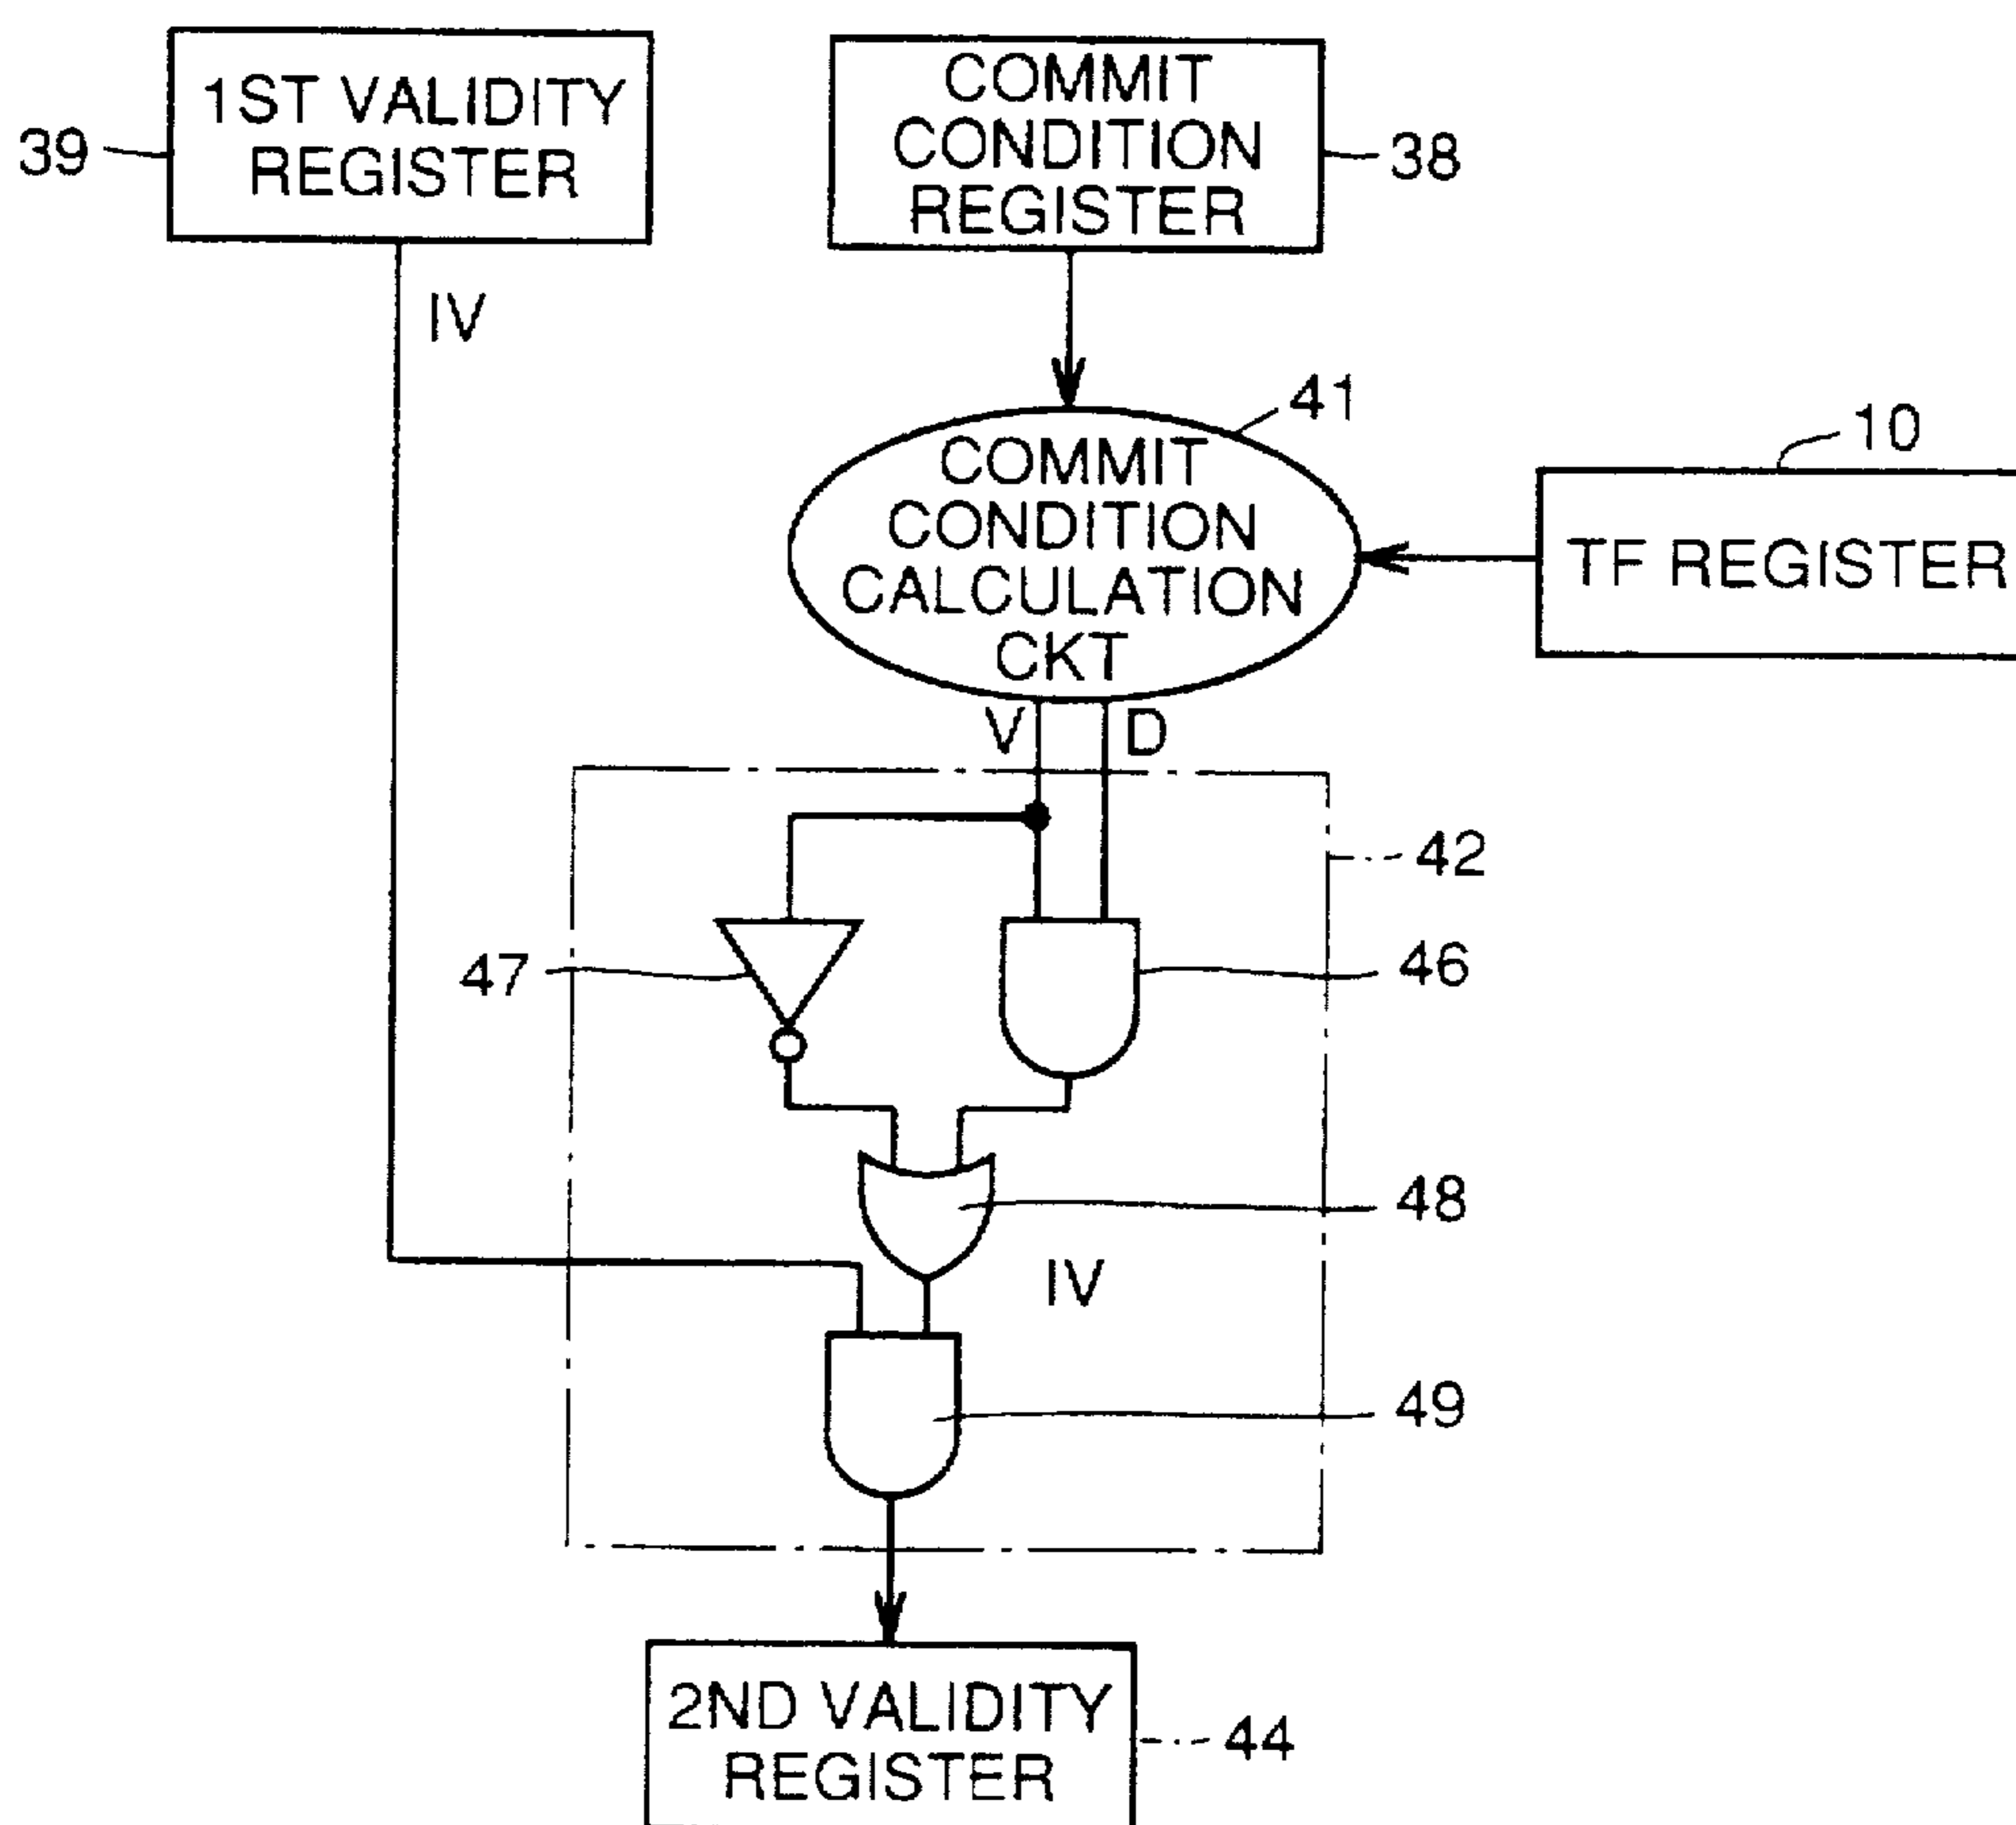 1ST VALIDITY
REGISTER
39
COMMIT
CONDITION
REGISTER
38
IV
41
COMMIT
CONDITION
CALCULATION
CKT
10
TF REGISTER
V
D
42
47
46
48
IV
49
2ND VALIDITY
REGISTER
44